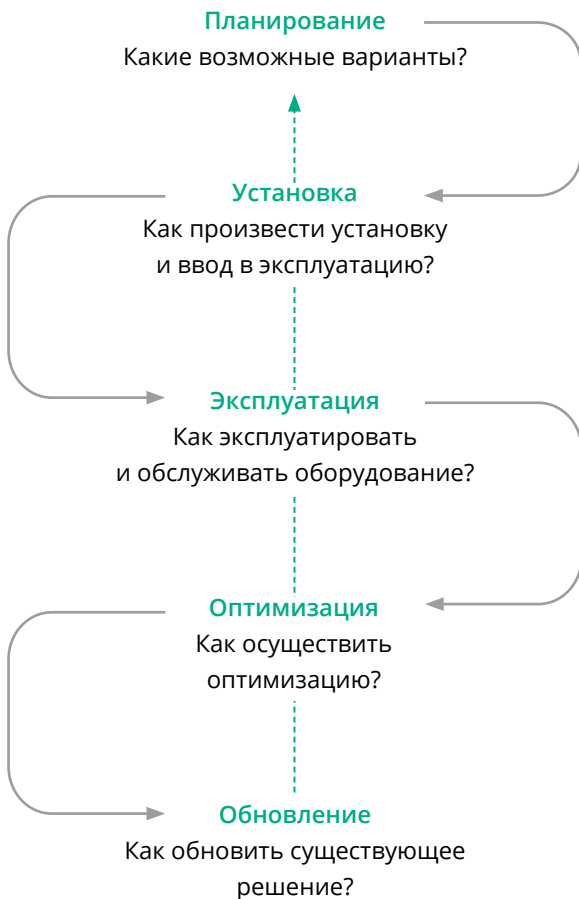 Планирование
Какие возможные варианты?
Установка
Как произвести установку
и ввод в эксплуатацию?
Эксплуатация
Как эксплуатировать
и обслуживать оборудование?
Оптимизация
Как осуществить
оптимизацию?
Обновление
Как обновить существующее
решение?